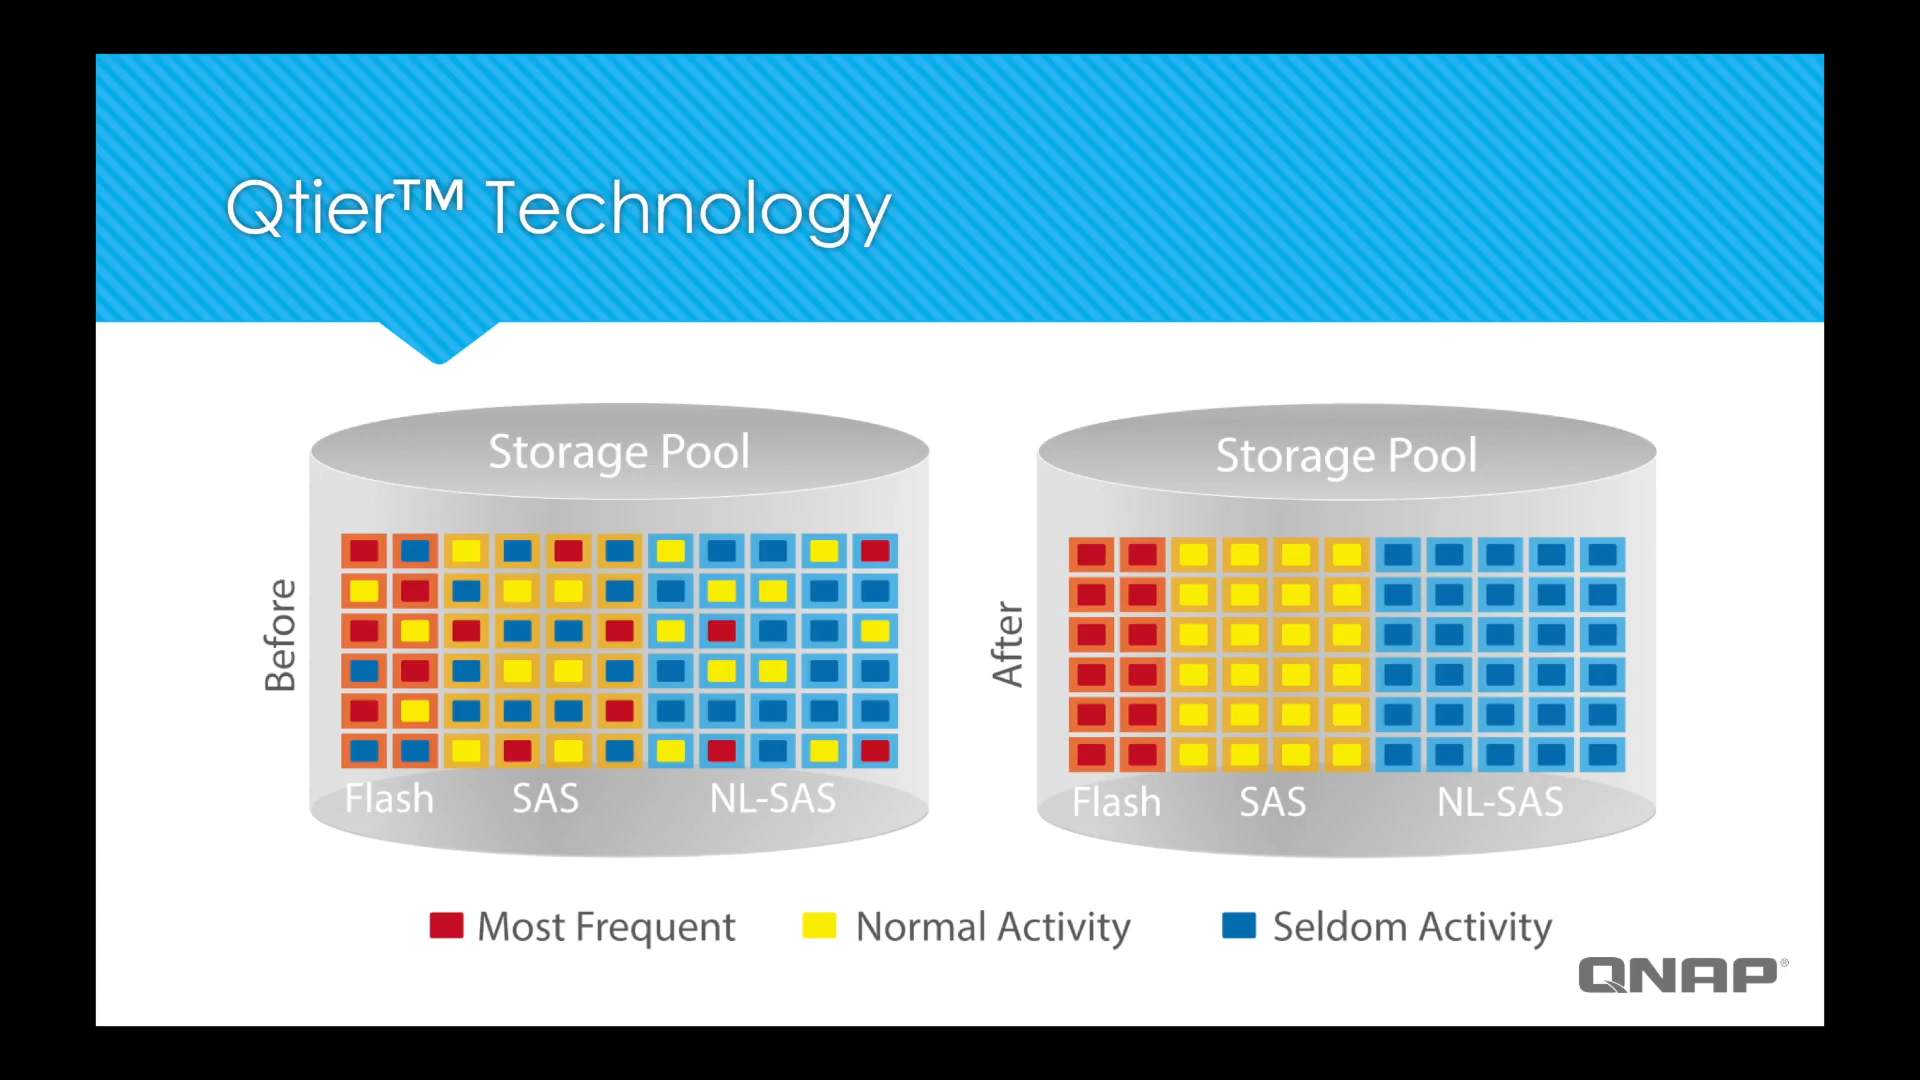 Qtier™ Technology
Before
Storage Pool
Flash SAS NL-SAS
After
Storage Pool
Flash SAS NL-SAS
Most Frequent Normal Activity Seldom Activity
QNAP®